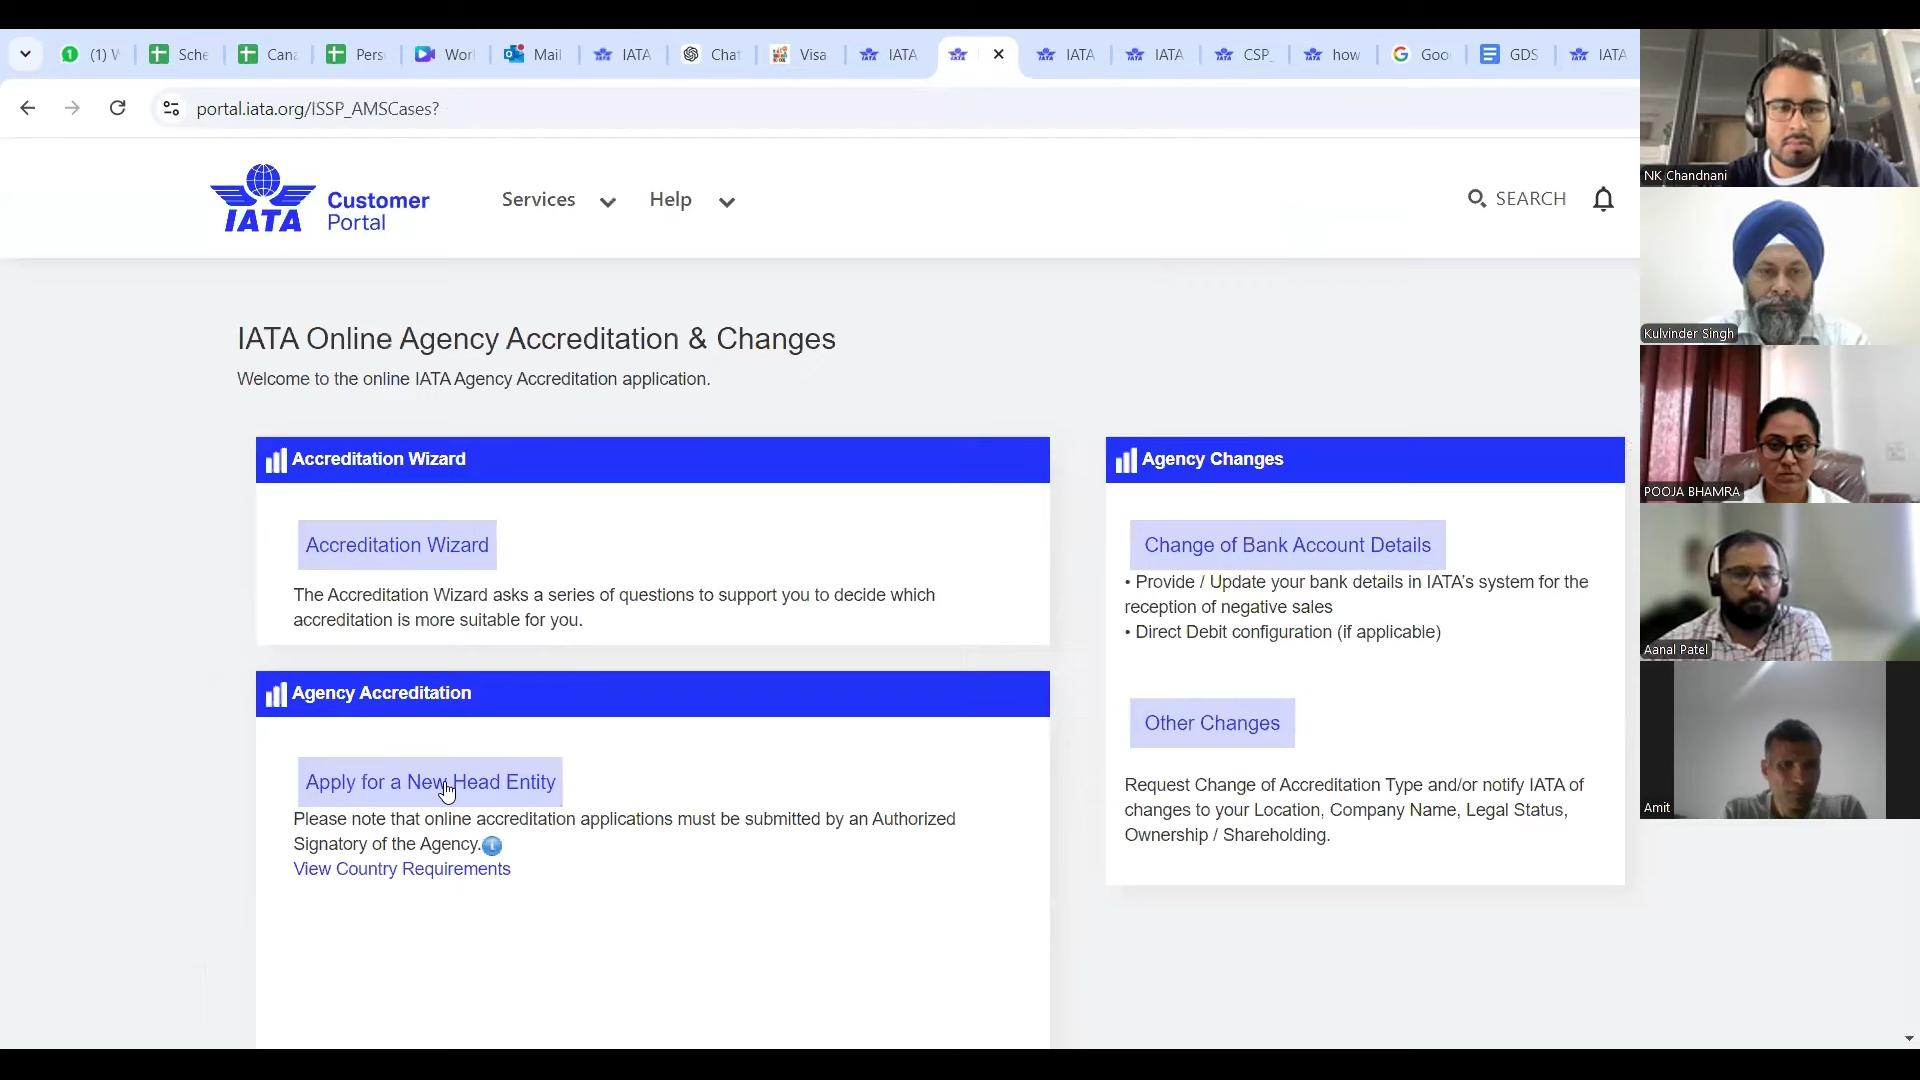 (1) W
Sche
Cana
Pers
Worl
Mail
IATA
Chat
Visa
IATA
IATA
IATA
CSP_
how
Goo
GDS
IATA
portal.iata.org/ISSP_AMSCases?
IATA
Customer
Portal
Services
Help
SEARCH
IATA Online Agency Accreditation & Changes
Welcome to the online IATA Agency Accreditation application.
Accreditation Wizard
Accreditation Wizard
The Accreditation Wizard asks a series of questions to support you to decide which
accreditation is more suitable for you.
Agency Accreditation
Apply for a New Head Entity
Please note that online accreditation applications must be submitted by an Authorized
Signatory of the Agency.
View Country Requirements
Agency Changes
Change of Bank Account Details
• Provide / Update your bank details in IATA's system for the
reception of negative sales
• Direct Debit configuration (if applicable)
Other Changes
Request Change of Accreditation Type and/or notify IATA of
changes to your Location, Company Name, Legal Status,
Ownership / Shareholding.
NK Chandnani
Kulvinder Singh
POOJA BHAMRA
Aanal Patel
Amit